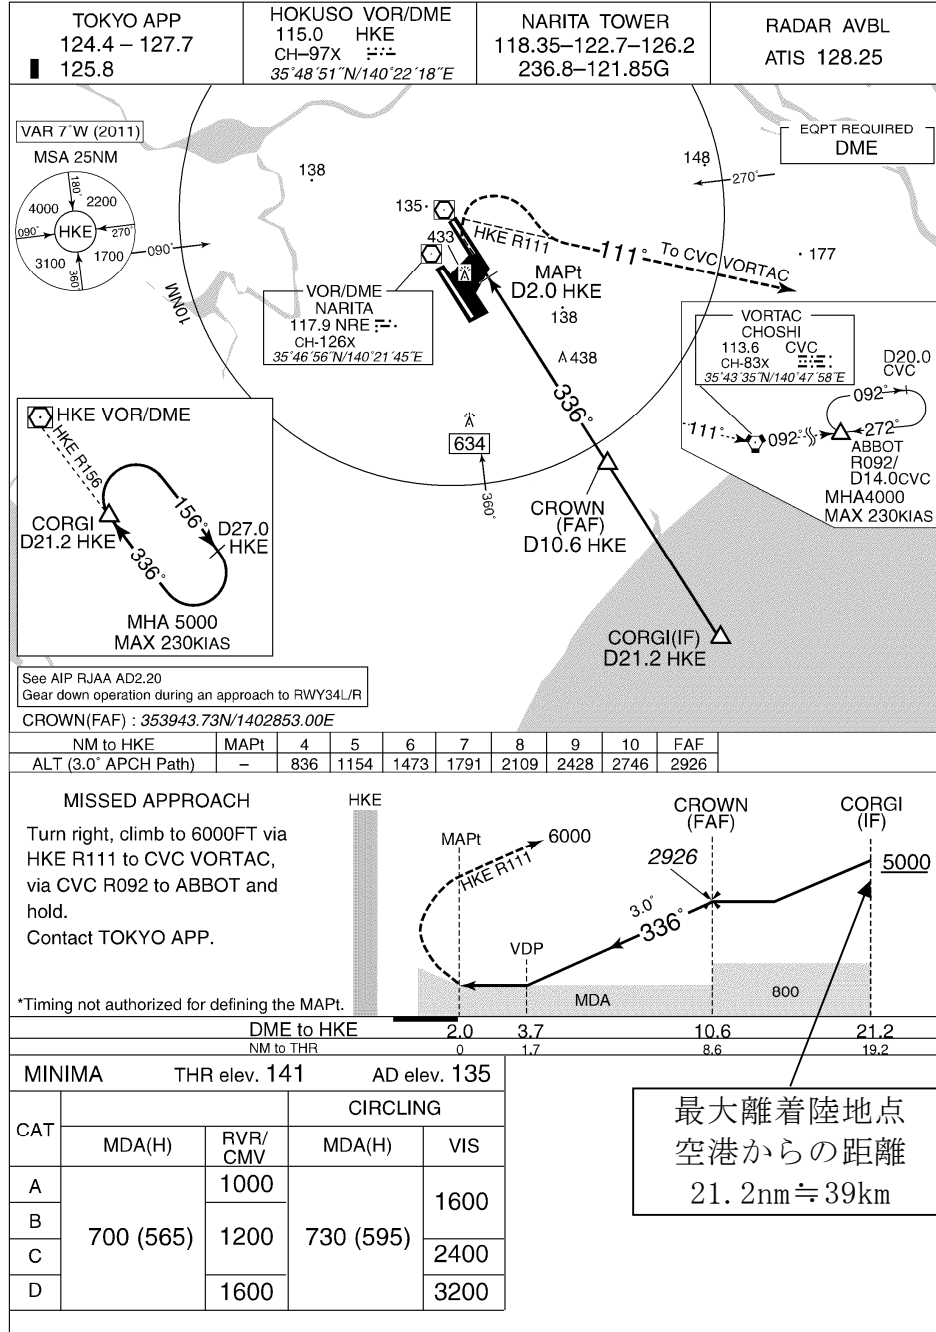 TOKYO APP
124.4 – 127.7
125.8
HOKUSO VOR/DME
115.0 HKE
CH–97X
35°48′51″N/140°22′18″E
NARITA TOWER
118.35–122.7–126.2
236.8–121.85G
RADAR AVBL
ATIS 128.25
VAR 7°W (2011)
MSA 25NM
180°
4000
2200
HKE
090°
270°
3100
1700
360°
090°
10NM
138
148
270°
EQPT REQUIRED
DME
135
433
HKE R111
111°
To CVC VORTAC
177
MAPt
D2.0 HKE
138
438
VOR/DME
NARITA
117.9 NRE
CH-126X
35°46′56″N/140°21′45″E
VORTAC
CHOSHI
113.6 CVC
CH-83X
35°43′35″N/140°47′58″E
D20.0
CVC
092°
272°
111°
092°
ABBOT
R092/
D14.0CVC
MHA4000
MAX 230KIAS
336°
634
360°
CROWN
(FAF)
D10.6 HKE
CORGI(IF)
D21.2 HKE
HKE VOR/DME
HKE R156
CORGI
D21.2 HKE
156°
D27.0
HKE
336°
MHA 5000
MAX 230KIAS
See AIP RJAA AD2.20
Gear down operation during an approach to RWY34L/R
CROWN(FAF) : 353943.73N/1402853.00E
NM to HKE MAPt 4 5 6 7 8 9 10 FAF
ALT (3.0° APCH Path) – 836 1154 1473 1791 2109 2428 2746 2926
MISSED APPROACH
Turn right, climb to 6000FT via
HKE R111 to CVC VORTAC,
via CVC R092 to ABBOT and
hold.
Contact TOKYO APP.
*Timing not authorized for defining the MAPt.
HKE
MAPt
6000
HKE R111
VDP
CROWN
(FAF)
2926
3.0°
336°
CORGI
(IF)
5000
MDA
800
DME to HKE 2.0 3.7 10.6 21.2
NM to THR 0 1.7 8.6 19.2
MINIMA THR elev. 141 AD elev. 135
CAT
CIRCLING
MDA(H)
RVR/
CMV
MDA(H)
VIS
A
B
C
D
700 (565)
1000
1200
1600
730 (595)
1600
2400
3200
最大離着陸地点
空港からの距離
21.2nm≒39km